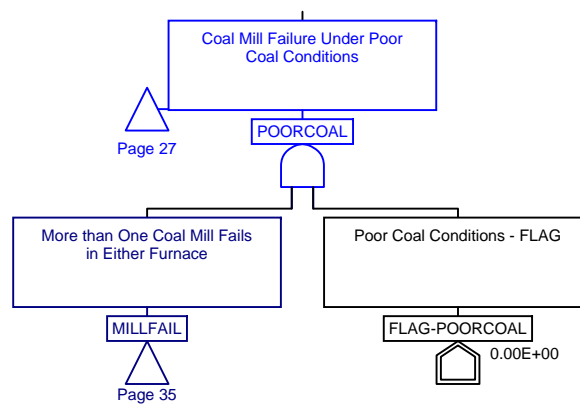 Coal Mill Failure Under Poor
Coal Conditions
Page 27
POORCOAL
More than One Coal Mill Fails
in Either Furnace
Poor Coal Conditions - FLAG
MILLFAIL
FLAG-POORCOAL
0.00E+00
Page 35